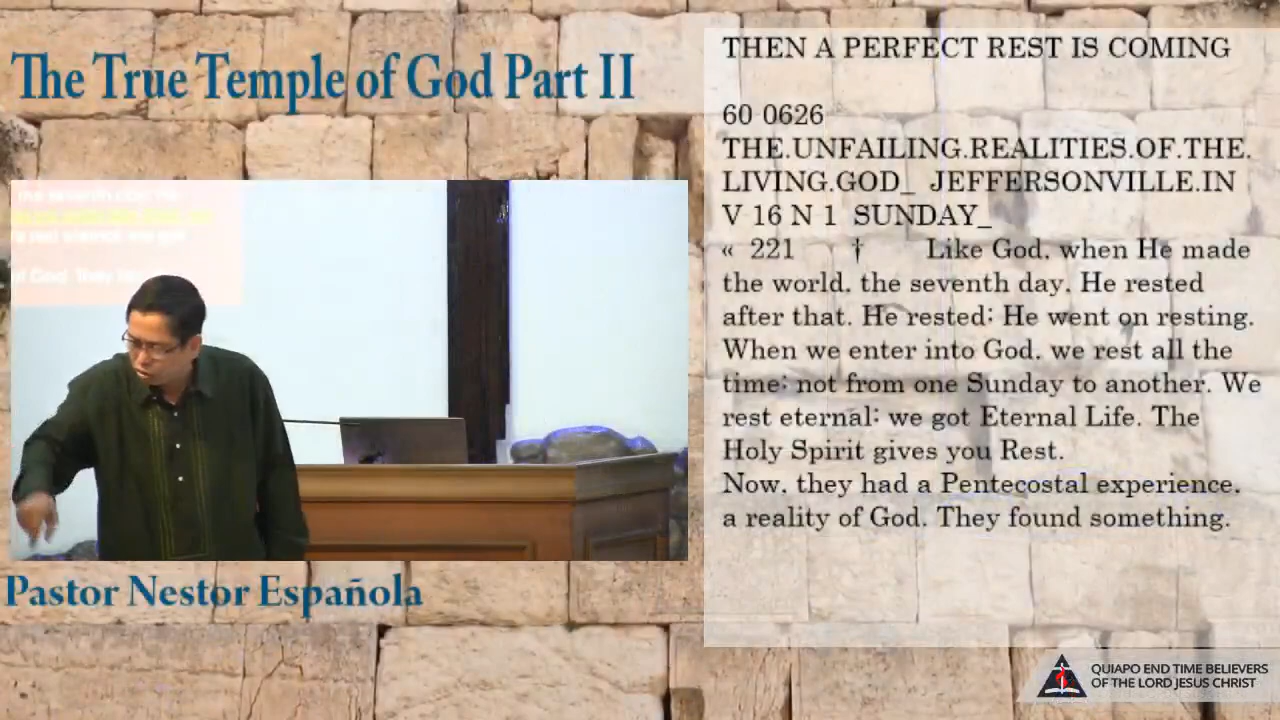 The True Temple of God Part II
THEN A PERFECT REST IS COMING
60 0626
THE.UNFAILING.REALITIES.OF.THE.
LIVING.GOD_ JEFFERSONVILLE.IN
V 16 N 1 SUNDAY_
« 221 † Like God, when He made
the world, the seventh day, He rested
after that. He rested; He went on resting.
When we enter into God, we rest all the
time; not from one Sunday to another. We
rest eternal; we got Eternal Life. The
Holy Spirit gives you Rest.
Now, they had a Pentecostal experience,
a reality of God. They found something.
the seventh day, He
Pastor Nestor Española
QUIAPO END TIME BELIEVERS
OF THE LORD JESUS CHRIST